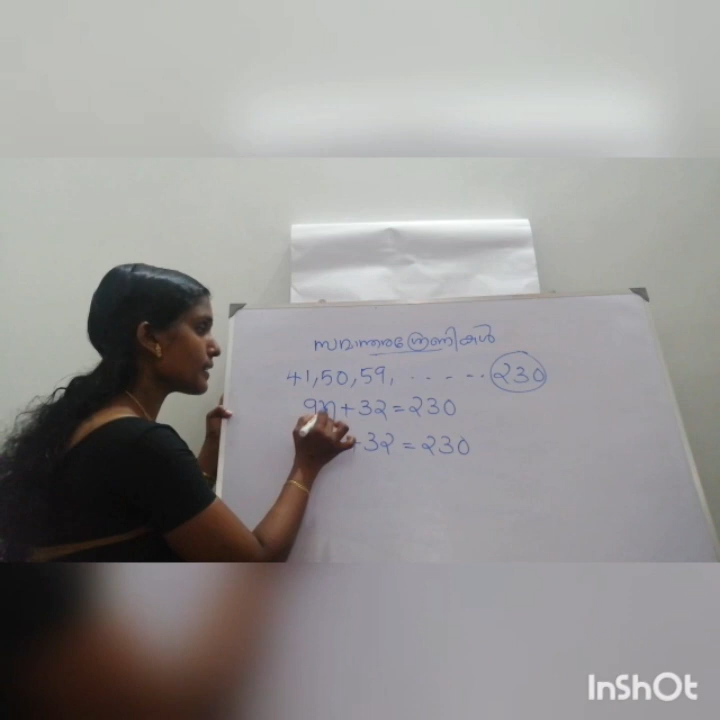 സമാന്തരശ്രേണികൾ
41, 50, 59, . - - - - . 230
9n + 32 = 230
+ 32 = 230
InShOt